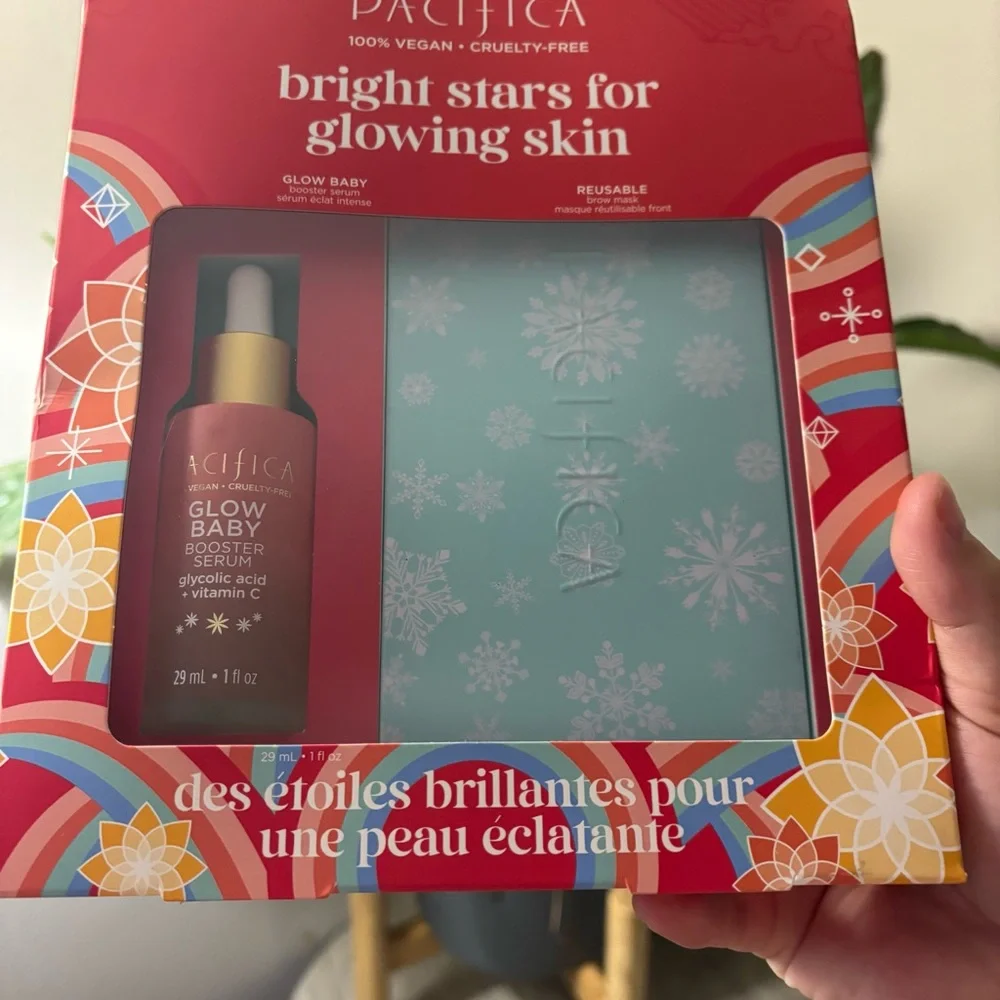 PACIFICA
100% VEGAN • CRUELTY-FREE
bright stars for
glowing skin
GLOW BABY
booster serum
sérum éclat intense
REUSABLE
brow mask
masque réutilisable front
PACIFICA
ACIFICA
VEGAN • CRUELTY-FREE
GLOW
BABY
BOOSTER
SERUM
glycolic acid
+ vitamin C
29 mL • 1 fl oz
29 mL • 1 fl oz
des étoiles brillantes pour
une peau éclatante